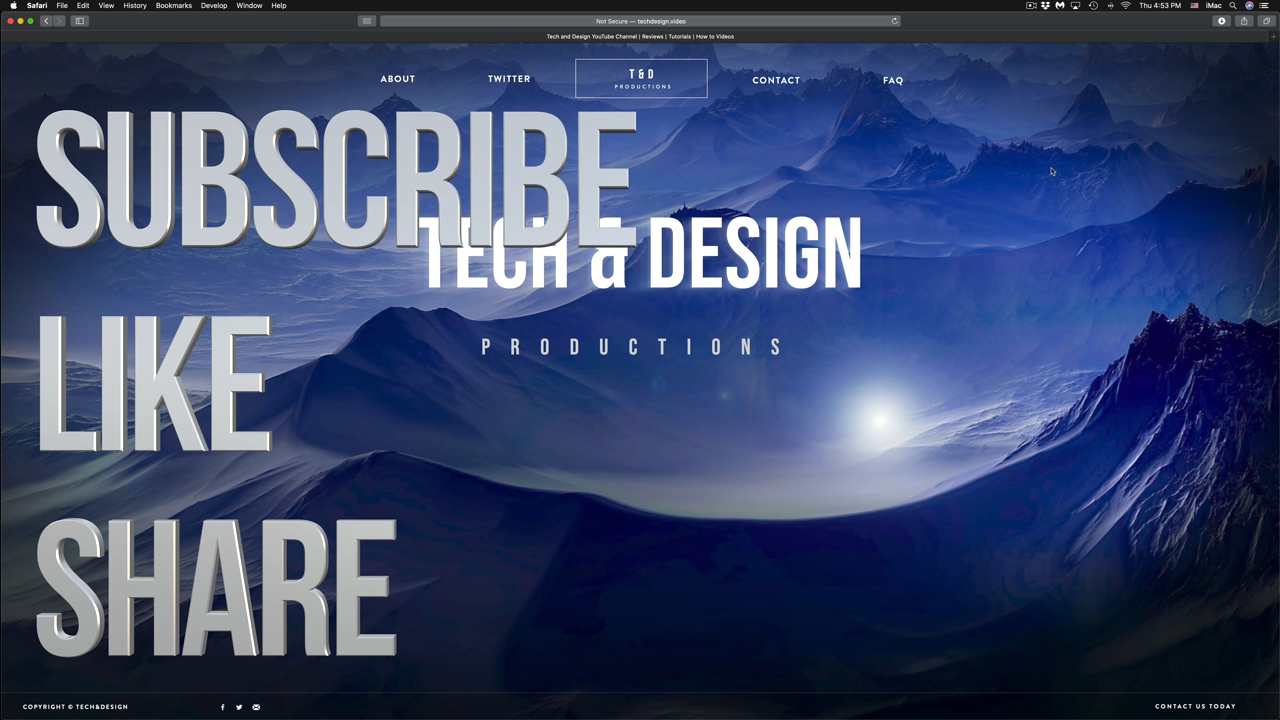 Safari File Edit View History Bookmarks Develop Window Help Thu 4:53 PM iMac
Not Secure — techdesign.video
Tech and Design YouTube Channel | Reviews | Tutorials | How to Videos
ABOUT TWITTER T&D CONTACT FAQ
PRODUCTIONS
SUBSCRIBE
TECH & DESIGN
PRODUCTIONS
LIKE
SHARE
COPYRIGHT © TECH&DESIGN CONTACT US TODAY